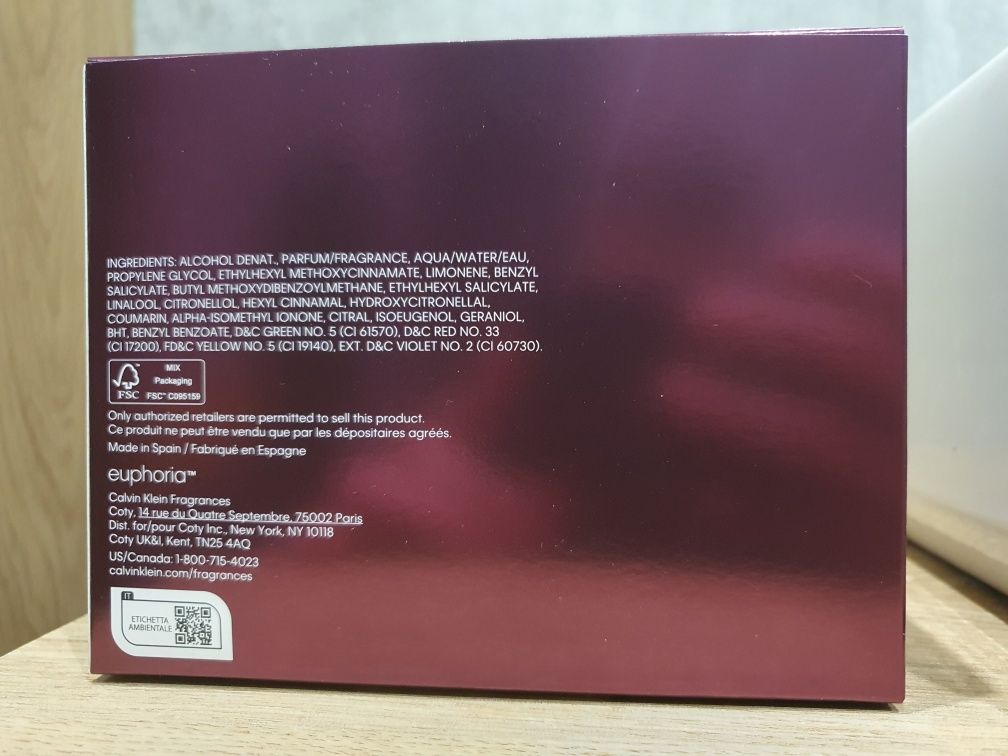 INGREDIENTS: ALCOHOL DENAT., PARFUM/FRAGRANCE, AQUA/WATER/EAU,
PROPYLENE GLYCOL, ETHYLHEXYL METHOXYCINNAMATE, LIMONENE, BENZYL
SALICYLATE, BUTYL METHOXYDIBENZOYLMETHANE, ETHYLHEXYL SALICYLATE,
LINALOOL, CITRONELLOL, HEXYL CINNAMAL, HYDROXYCITRONELLAL,
COUMARIN, ALPHA-ISOMETHYL IONONE, CITRAL, ISOEUGENOL, GERANIOL,
BHT, BENZYL BENZOATE, D&C GREEN NO. 5 (CI 61570), D&C RED NO. 33
(CI 17200), FD&C YELLOW NO. 5 (CI 19140), EXT. D&C VIOLET NO. 2 (CI 60730).
FSC™
MIX
Packaging
FSC™ C095159
Only authorized retailers are permitted to sell this product.
Ce produit ne peut être vendu que par les dépositaires agréés.
Made in Spain / Fabriqué en Espagne
euphoria™
Calvin Klein Fragrances
Coty, 14 rue du Quatre Septembre, 75002 Paris
Dist. for/pour Coty Inc., New York, NY 10118
Coty UK&I, Kent, TN25 4AQ
US/Canada: 1-800-715-4023
calvinklein.com/fragrances
IT
ETICHETTA
AMBIENTALE